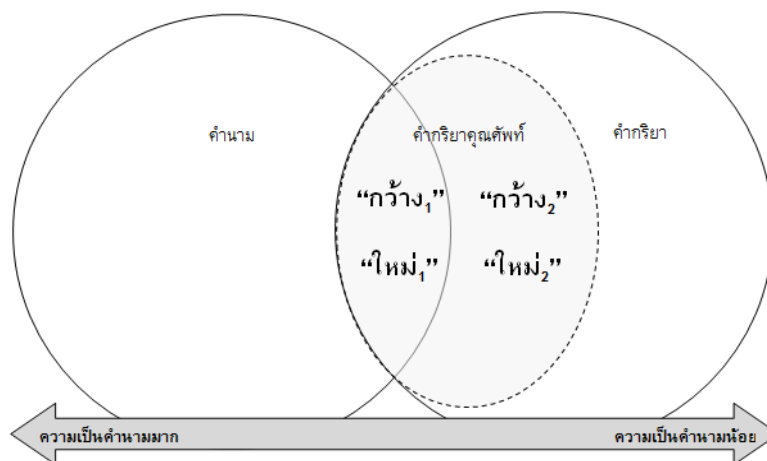 คำนาม คำกริยาคุณศัพท์ คำกริยา
“กว้าง₁” “กว้าง₂”
“ใหม่₁” “ใหม่₂”
ความเป็นคำนามมาก ความเป็นคำนามน้อย